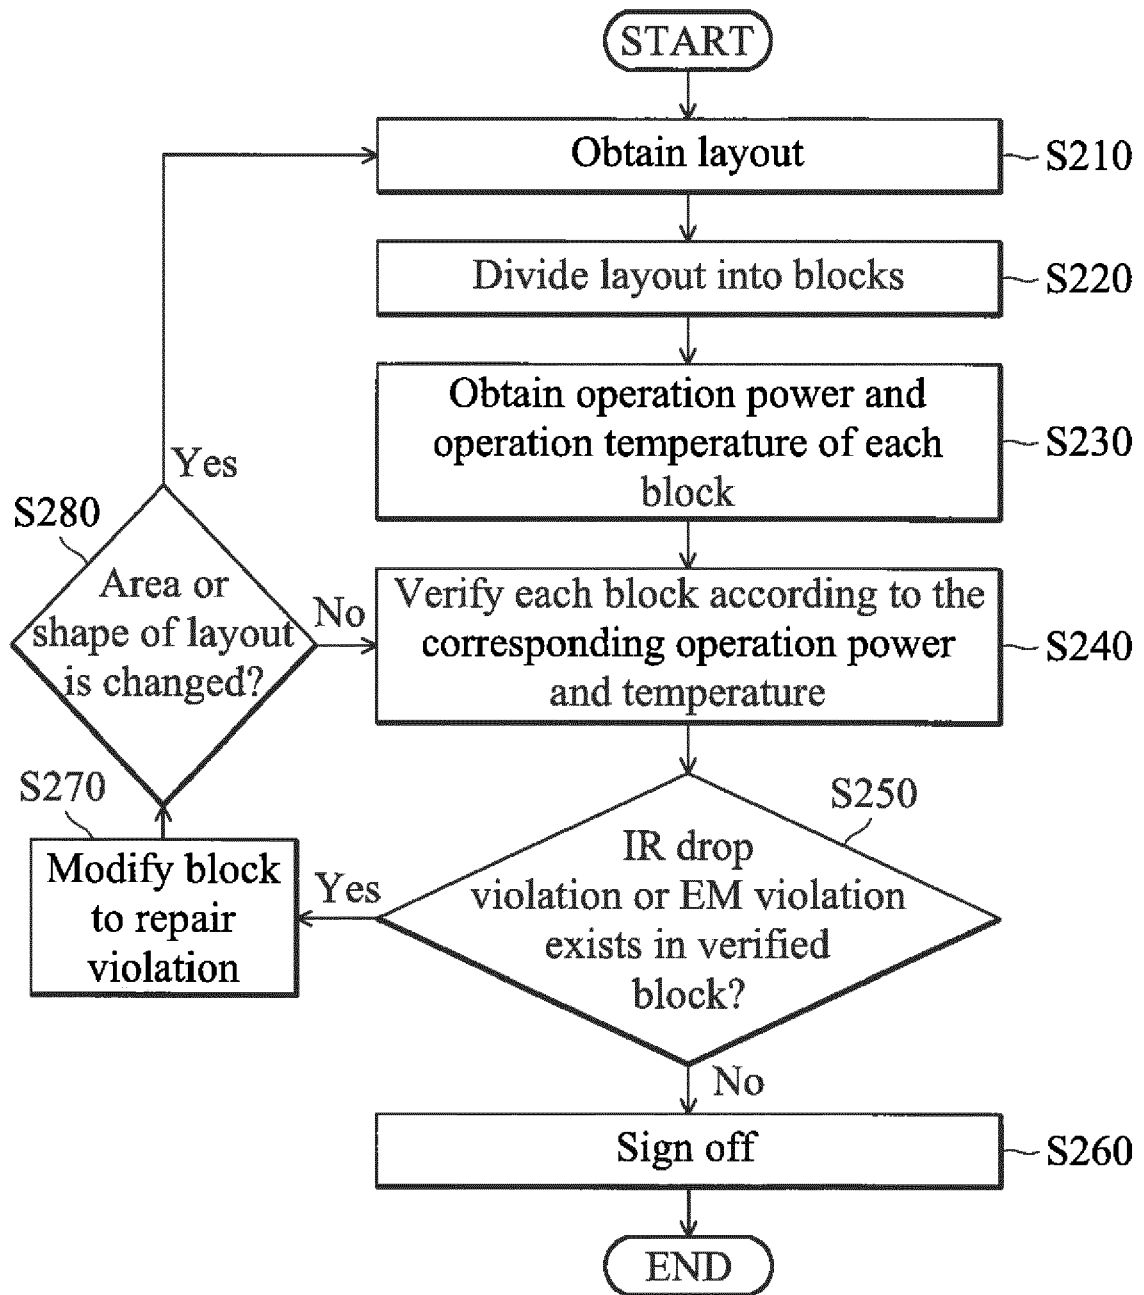 START
Obtain layout
S210
Divide layout into blocks
S220
Obtain operation power and
operation temperature of each
block
S230
Verify each block according to the
corresponding operation power
and temperature
S240
IR drop
violation or EM violation
exists in verified
block?
S250
Yes
No
Modify block
to repair
violation
S270
Area or
shape of layout
is changed?
S280
Yes
No
Sign off
S260
END